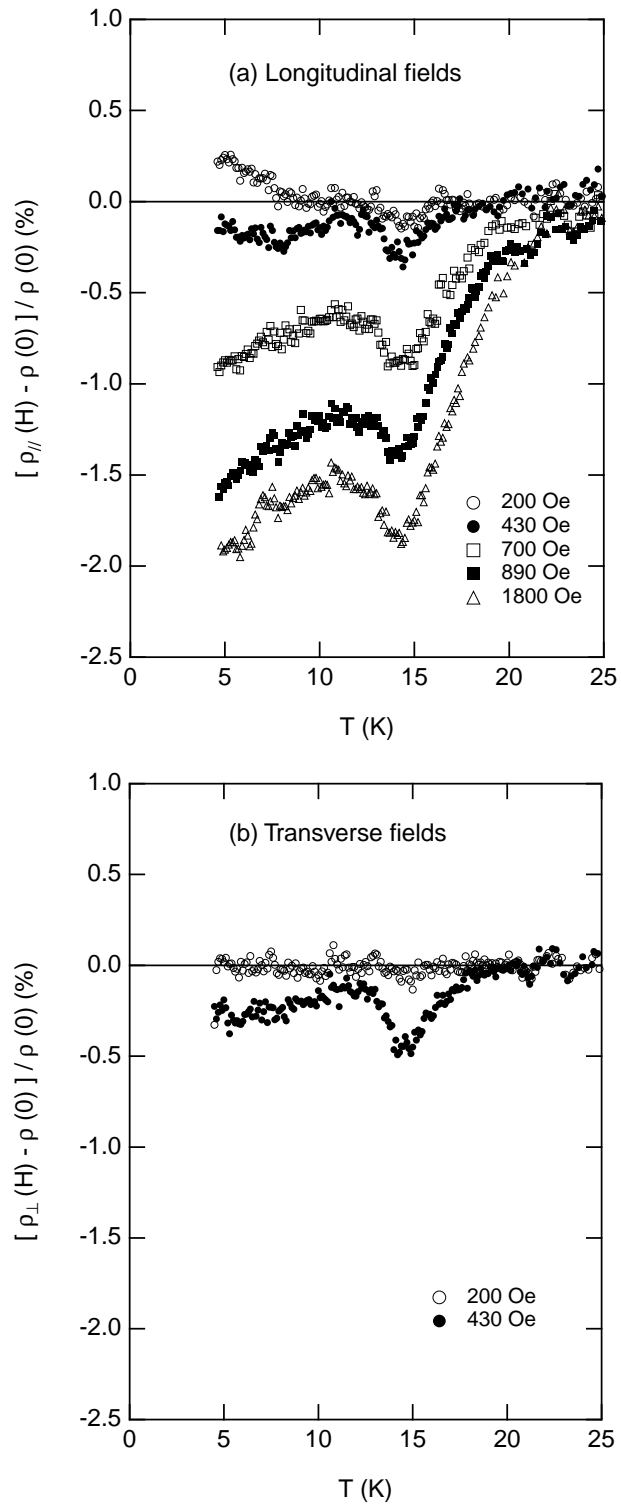 1.0
(a) Longitudinal fields
0.5
0.0
-0.5
-1.0
-1.5
-2.0
-2.5
[ ρ// (H) - ρ (0) ] / ρ (0) (%)
200 Oe
430 Oe
700 Oe
890 Oe
1800 Oe
0 5 10 15 20 25
T (K)
1.0
(b) Transverse fields
0.5
0.0
-0.5
-1.0
-1.5
-2.0
-2.5
[ ρ⊥ (H) - ρ (0) ] / ρ (0) (%)
200 Oe
430 Oe
0 5 10 15 20 25
T (K)